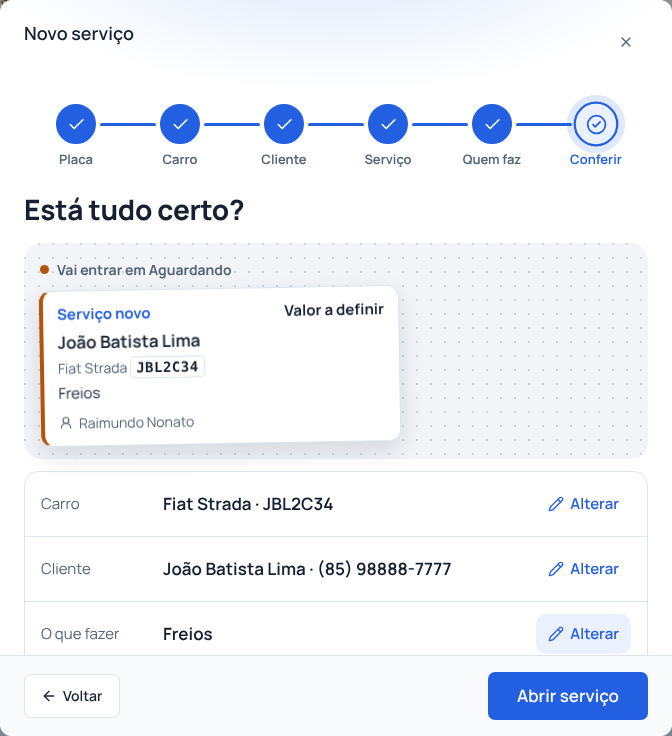 Novo serviço
Placa Carro Cliente Serviço Quem faz Conferir
Está tudo certo?
Vai entrar em Aguardando
Serviço novo Valor a definir
João Batista Lima
Fiat Strada JBL2C34
Freios
Raimundo Nonato
Carro Fiat Strada · JBL2C34 Alterar
Cliente João Batista Lima · (85) 98888-7777 Alterar
O que fazer Freios Alterar
Voltar Abrir serviço